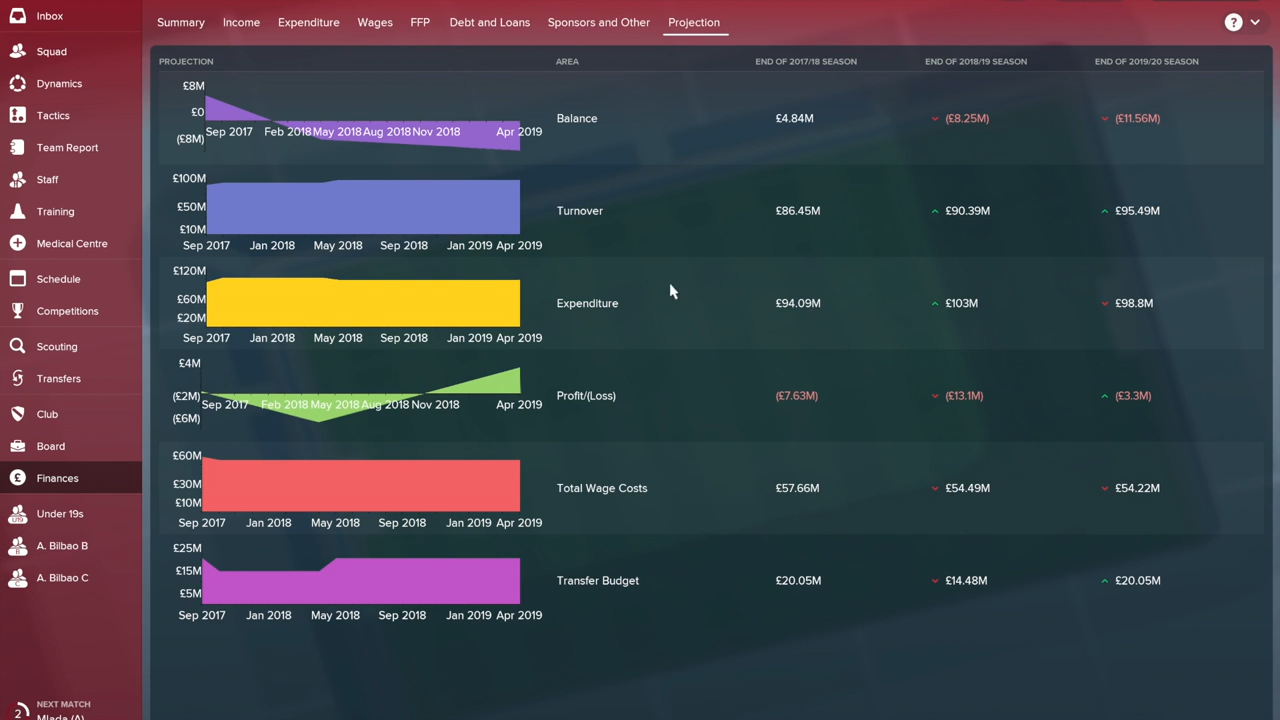 Inbox
Squad
Dynamics
Tactics
Team Report
Staff
Training
Medical Centre
Schedule
Competitions
Scouting
Transfers
Club
Board
Finances
U19 Under 19s
B A. Bilbao B
C A. Bilbao C
2 NEXT MATCH
Mlada (A)
Summary Income Expenditure Wages FFP Debt and Loans Sponsors and Other Projection ?
PROJECTION AREA END OF 2017/18 SEASON END OF 2018/19 SEASON END OF 2019/20 SEASON
£8M
£0
(£8M)
Sep 2017 Feb 2018 May 2018 Aug 2018 Nov 2018 Apr 2019
Balance £4.84M (£8.25M) (£11.56M)
£100M
£50M
£10M
Sep 2017 Jan 2018 May 2018 Sep 2018 Jan 2019 Apr 2019
Turnover £86.45M £90.39M £95.49M
£120M
£60M
£20M
Sep 2017 Jan 2018 May 2018 Sep 2018 Jan 2019 Apr 2019
Expenditure £94.09M £103M £98.8M
£4M
(£2M)
(£6M)
Sep 2017 Feb 2018 May 2018 Aug 2018 Nov 2018 Apr 2019
Profit/(Loss) (£7.63M) (£13.1M) (£3.3M)
£60M
£30M
£10M
Sep 2017 Jan 2018 May 2018 Sep 2018 Jan 2019 Apr 2019
Total Wage Costs £57.66M £54.49M £54.22M
£25M
£15M
£5M
Sep 2017 Jan 2018 May 2018 Sep 2018 Jan 2019 Apr 2019
Transfer Budget £20.05M £14.48M £20.05M